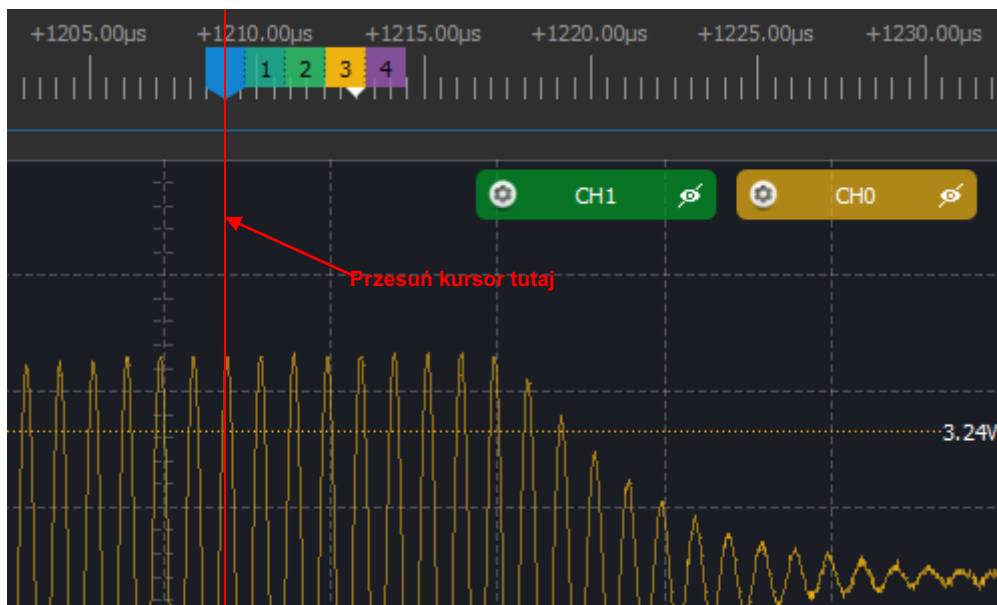 +1205.00µs +1210.00µs +1215.00µs +1220.00µs +1225.00µs +1230.00µs
1 2 3 4
CH1 CH0
Przesuń kursor tutaj
3.24V